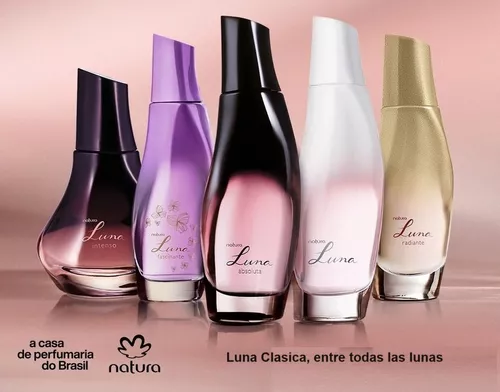 natura
Luna
intenso
natura
Luna
fascinante
natura
Luna
absoluta
natura
Luna
natura
Luna
radiante
a casa
de perfumaria
do Brasil
natura
Luna Clasica, entre todas las lunas